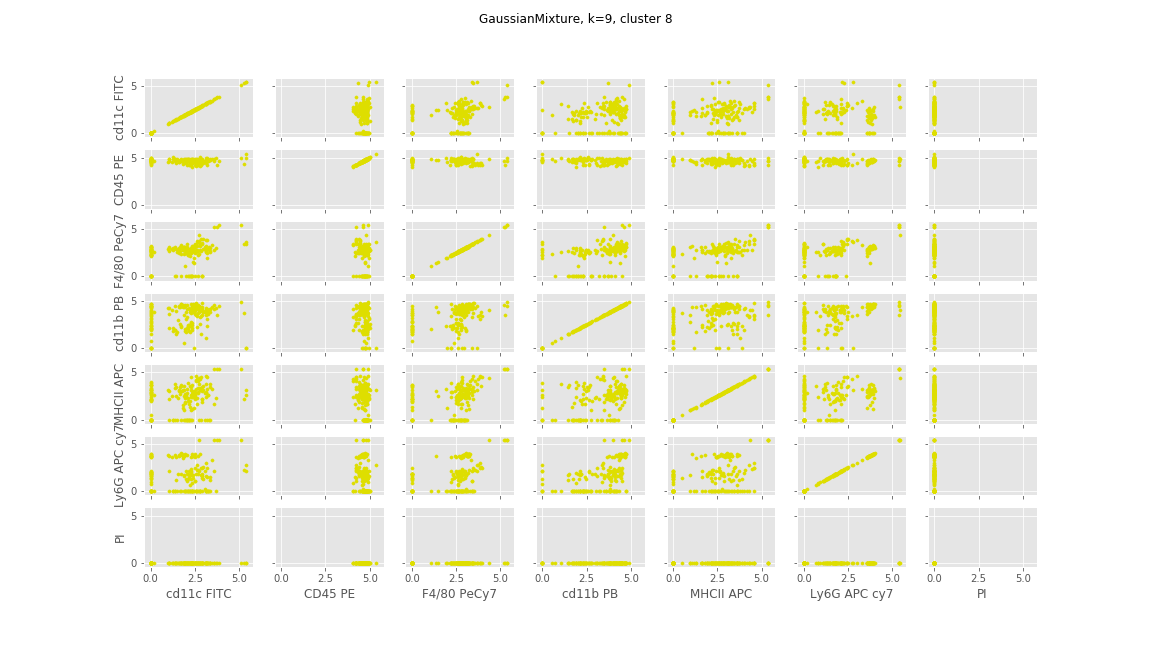 GaussianMixture, k=9, cluster 8
cd11c FITC
5
0
CD45 PE
5
0
F4/80 PeCy7
5
0
cd11b PB
5
0
MHCII APC
5
0
Ly6G APC cy7
5
0
PI
5
0
0.0 2.5 5.0 0.0 2.5 5.0 0.0 2.5 5.0 0.0 2.5 5.0 0.0 2.5 5.0 0.0 2.5 5.0 0.0 2.5 5.0
cd11c FITC CD45 PE F4/80 PeCy7 cd11b PB MHCII APC Ly6G APC cy7 PI